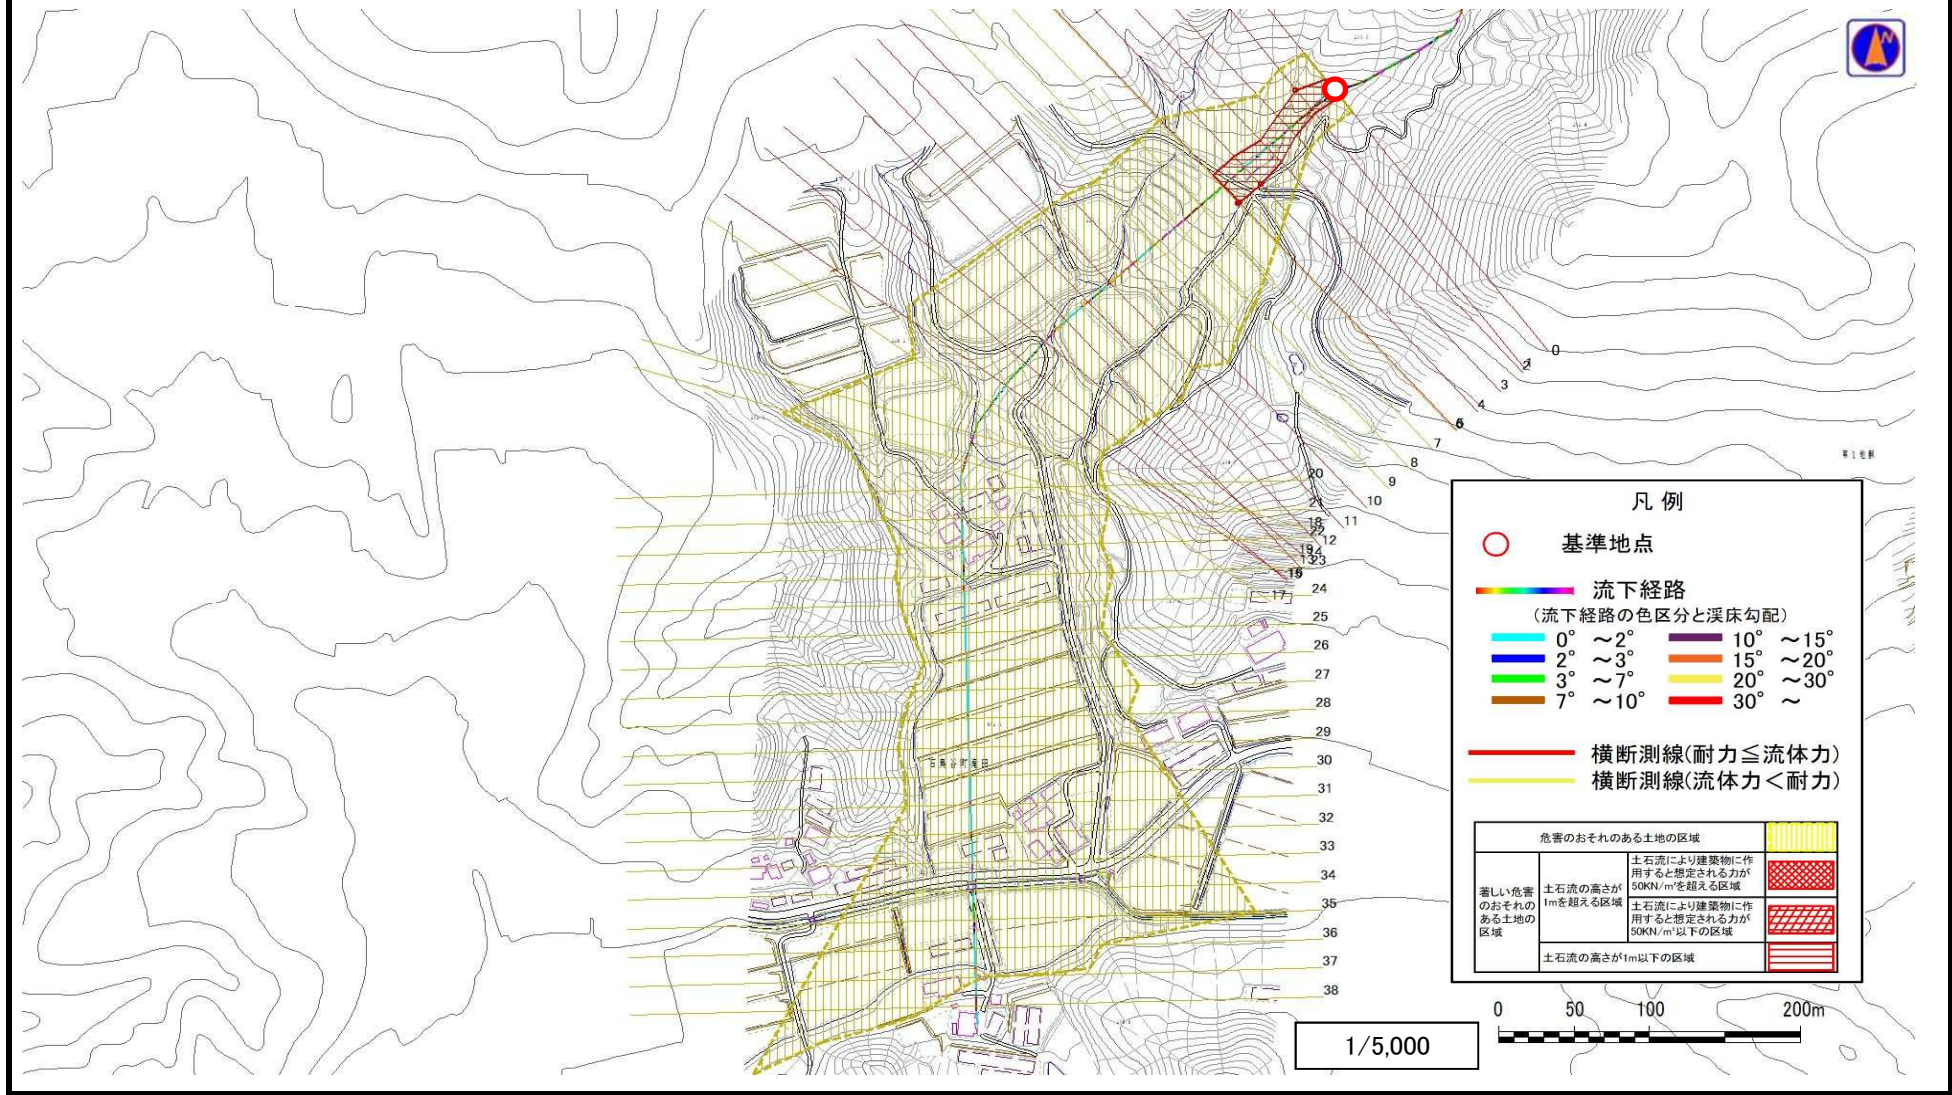 N
0
2
3
4
6
7
8
9
10
11
12
20
21
18
22
19
23
24
17
25
26
27
28
29
30
31
32
33
34
35
36
37
38
凡 例
基準地点
流下経路
(流下経路の色区分と渓床勾配)
0° ～2° 10° ～15°
2° ～3° 15° ～20°
3° ～7° 20° ～30°
7° ～10° 30° ～
横断測線(耐力≦流体力)
横断測線(流体力＜耐力)
危害のおそれのある土地の区域
著しい危害
のおそれの
ある土地の
区域
土石流の高さが
1mを超える区域
土石流により建築物に作
用すると想定される力が
50KN/㎡を超える区域
土石流により建築物に作
用すると想定される力が
50KN/㎡以下の区域
土石流の高さが1m以下の区域
0 50 100 200m
1/5,000